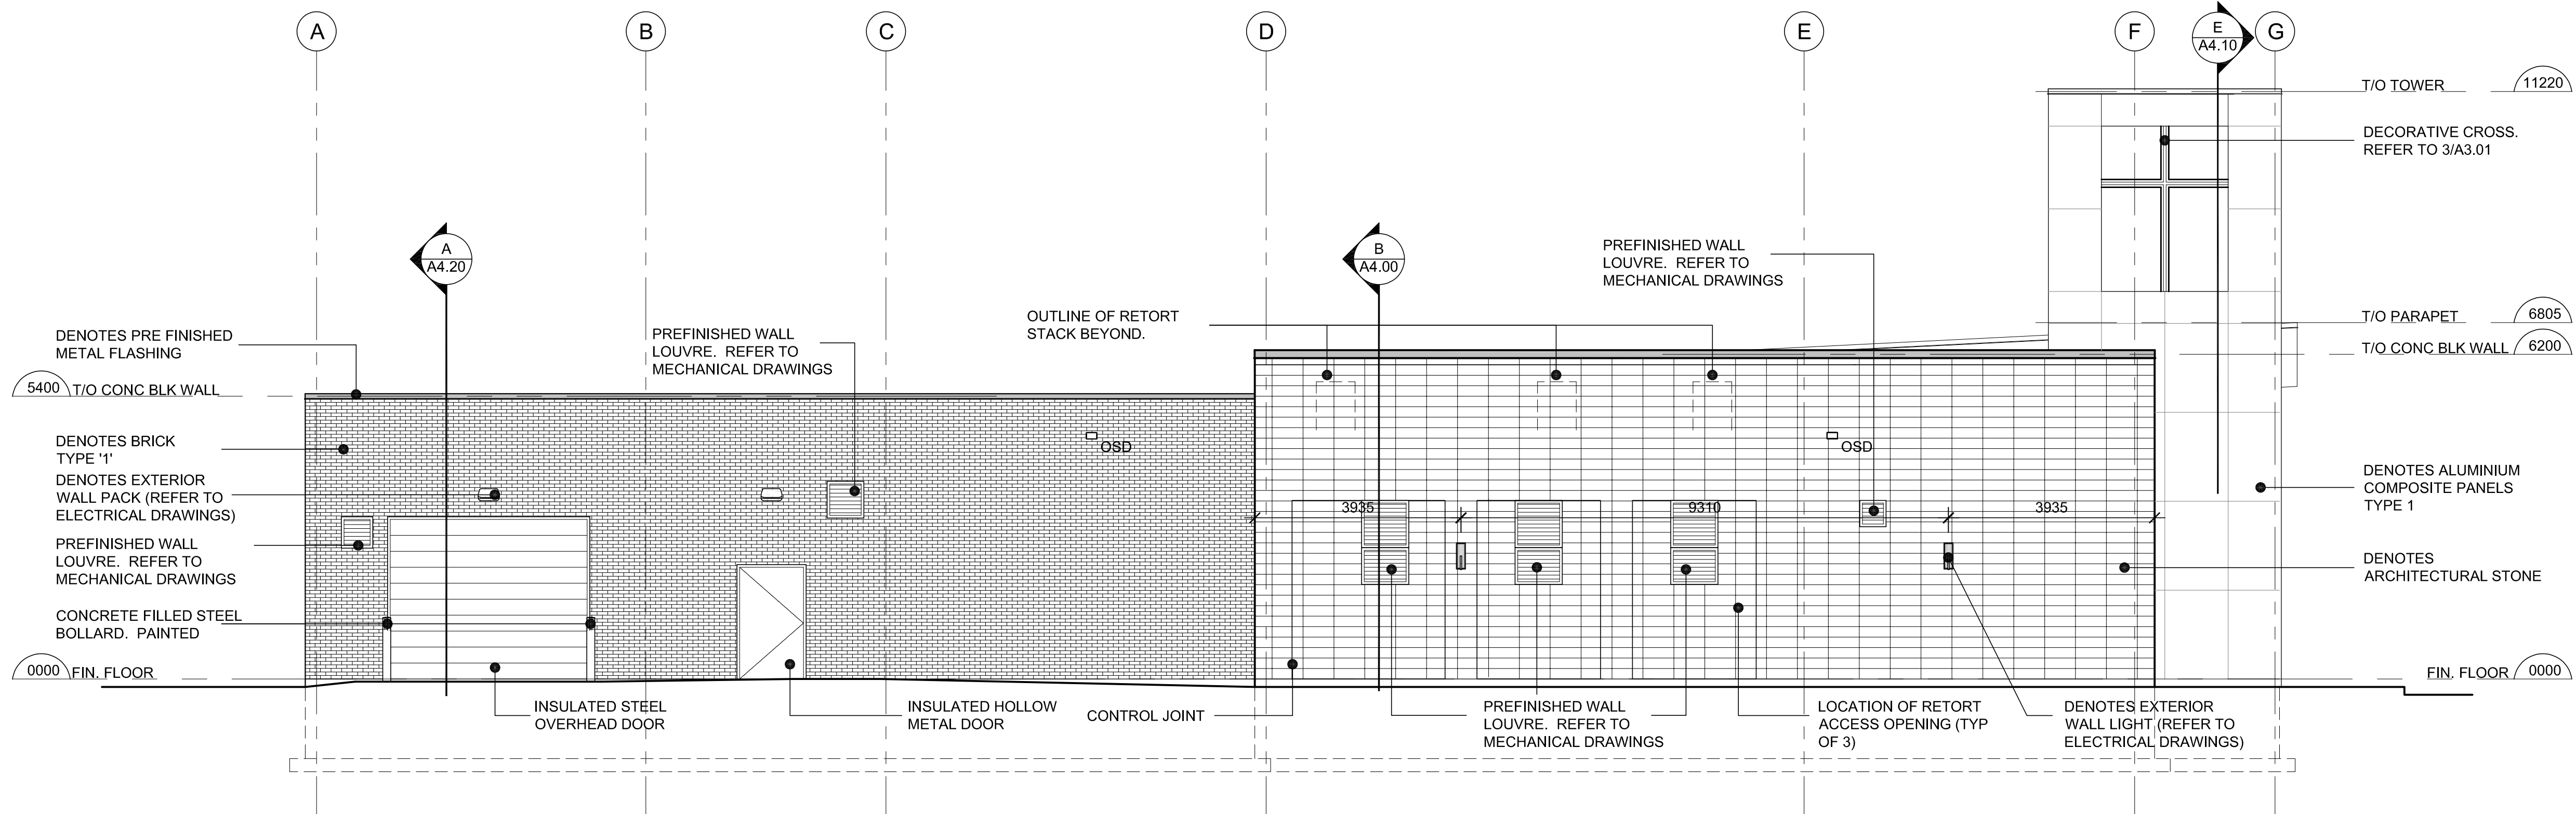 A
B
C
D
E
F
G
E
A4.10
T/O TOWER
11220
DECORATIVE CROSS.
REFER TO 3/A3.01
A
A4.20
B
A4.00
PREFINISHED WALL
LOUVRE.  REFER TO
MECHANICAL DRAWINGS
OUTLINE OF RETORT
STACK BEYOND.
T/O PARAPET
6805
T/O CONC BLK WALL
6200
DENOTES PRE FINISHED
METAL FLASHING
PREFINISHED WALL
LOUVRE.  REFER TO
MECHANICAL DRAWINGS
5400
T/O CONC BLK WALL
DENOTES BRICK
TYPE '1'
OSD
OSD
DENOTES EXTERIOR
WALL PACK (REFER TO
ELECTRICAL DRAWINGS)
DENOTES ALUMINIUM
COMPOSITE PANELS
TYPE 1
3935
9310
3935
PREFINISHED WALL
LOUVRE.  REFER TO
MECHANICAL DRAWINGS
DENOTES
ARCHITECTURAL STONE
CONCRETE FILLED STEEL
BOLLARD.  PAINTED
0000
FIN. FLOOR
FIN. FLOOR
0000
INSULATED STEEL
OVERHEAD DOOR
INSULATED HOLLOW
METAL DOOR
CONTROL JOINT
PREFINISHED WALL
LOUVRE.  REFER TO
MECHANICAL DRAWINGS
LOCATION OF RETORT
ACCESS OPENING (TYP
OF 3)
DENOTES EXTERIOR
WALL LIGHT (REFER TO
ELECTRICAL DRAWINGS)